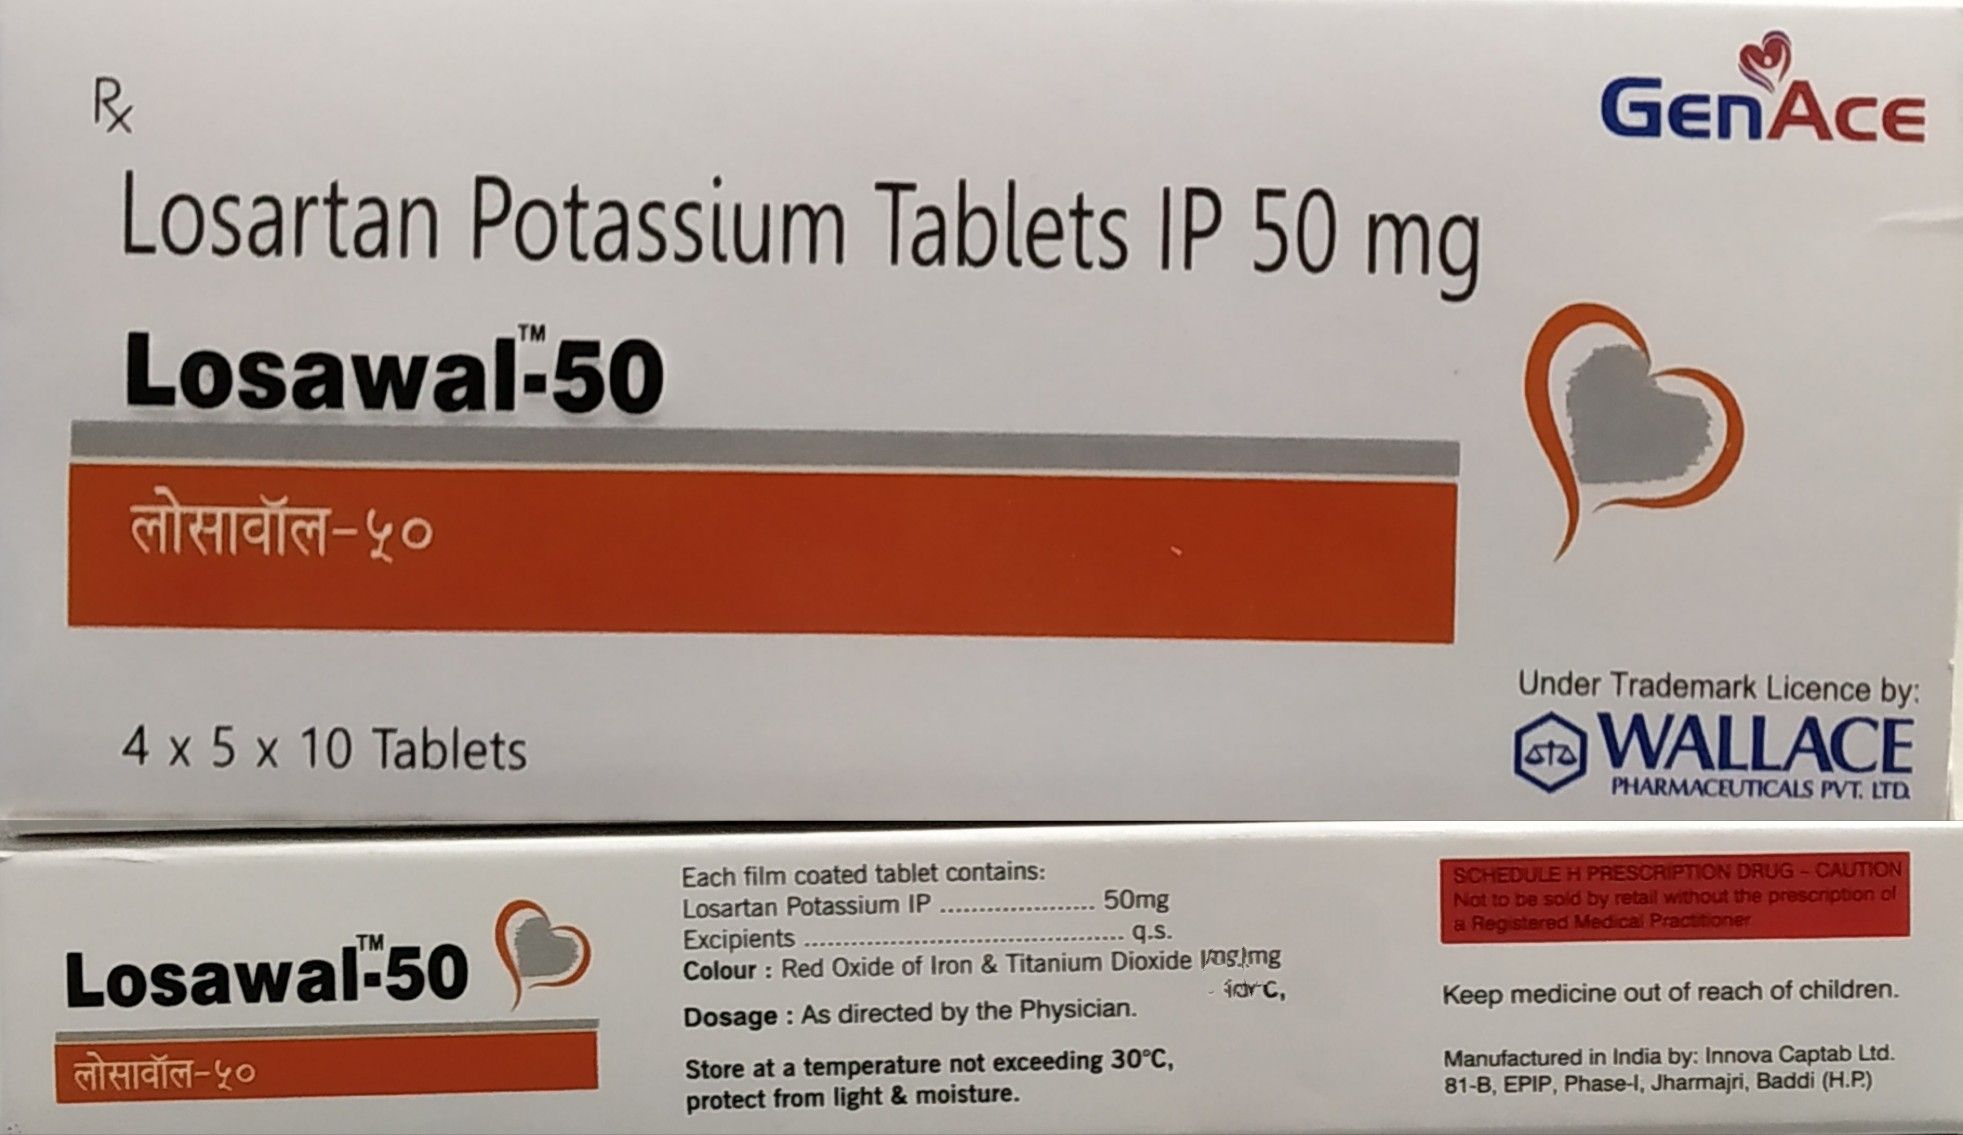 Rx
GenAce
Losartan Potassium Tablets IP 50 mg
Losawal™-50
लोसावॉल-५०
4 x 5 x 10 Tablets
Under Trademark Licence by:
WALLACE
PHARMACEUTICALS PVT. LTD.
Losawal™-50
लोसावॉल-५०
Each film coated tablet contains:
Losartan Potassium IP .................... 50mg
Excipients ........................................ q.s.
Colour : Red Oxide of Iron & Titanium Dioxide
Dosage : As directed by the Physician.
Store at a temperature not exceeding 30°C,
protect from light & moisture.
SCHEDULE H PRESCRIPTION DRUG - CAUTION
Not to be sold by retail without the prescription of
a Registered Medical Practitioner
Keep medicine out of reach of children.
Manufactured in India by: Innova Captab Ltd.
81-B, EPIP, Phase-I, Jharmajri, Baddi (H.P.)